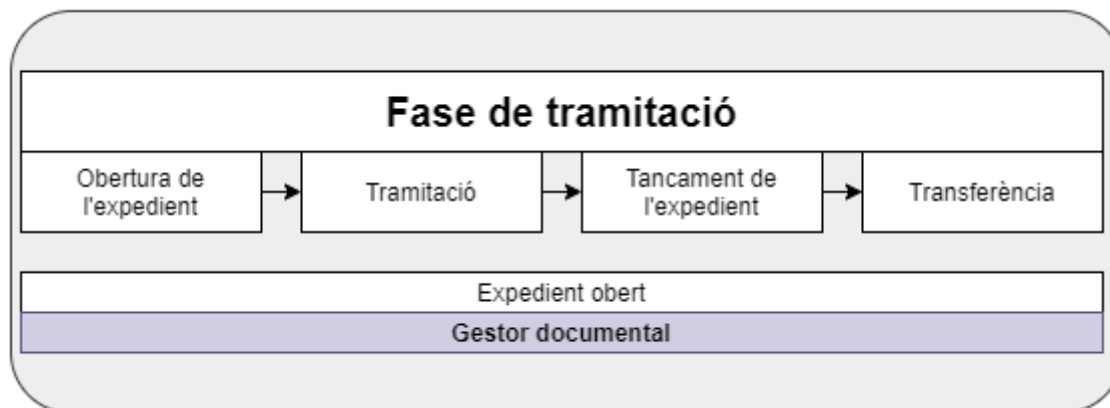 Fase de tramitació
Obertura de
l'expedient
Tramitació
Tancament de
l'expedient
Transferència
Expedient obert
Gestor documental